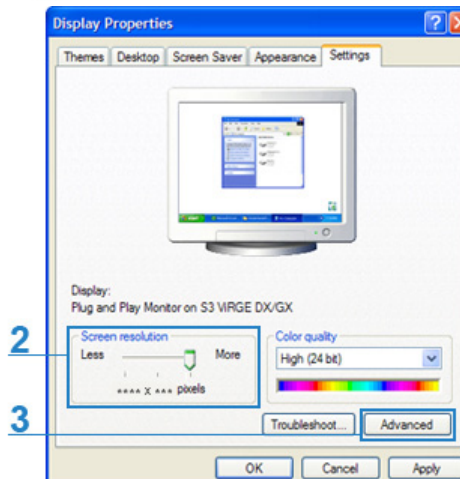 Display Properties
Themes Desktop Screen Saver Appearance Settings
Display:
Plug and Play Monitor on S3 VIRGE DX/GX
2
Screen resolution
Less More
**** X *** pixels
Color quality
High (24 bit)
3
Troubleshoot... Advanced
OK Cancel Apply